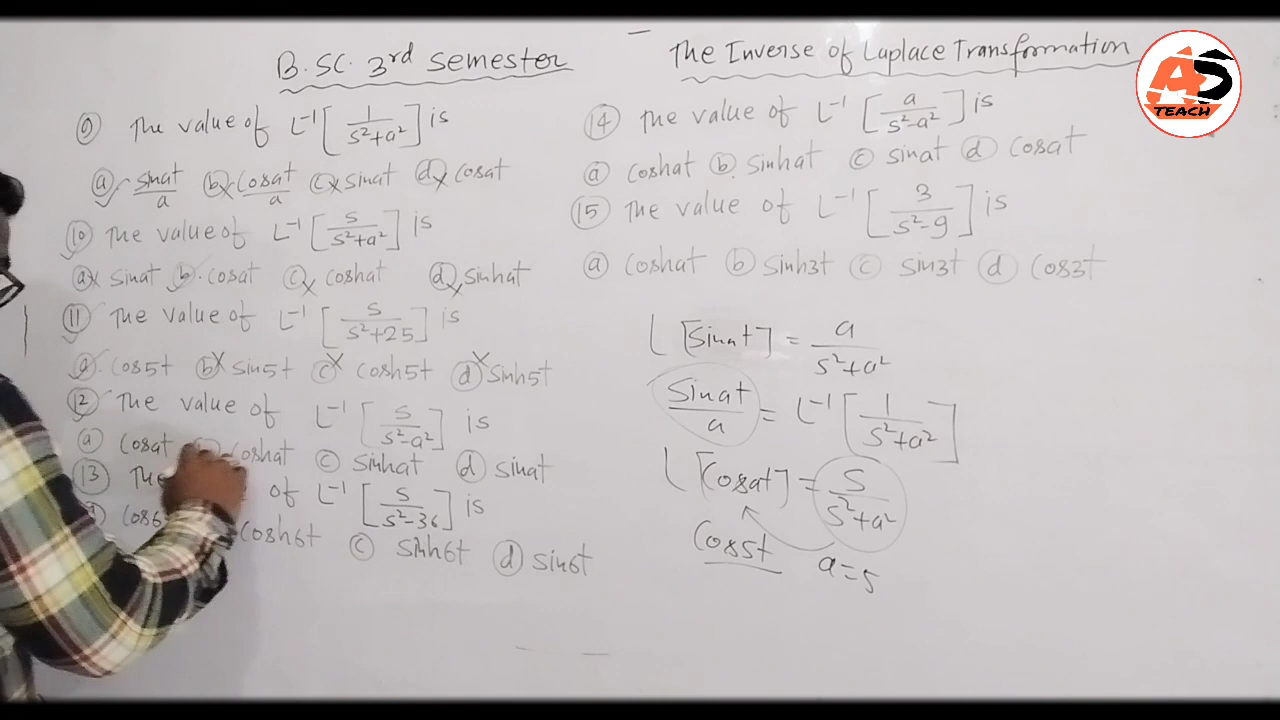 B.SC. 3rd Semester
The Inverse of Laplace Transformation
AS
TEACH
9) The value of L⁻¹[1/(s²+a²)] is
a) sinat/a b) cosat/a c) sinat d) cosat
10) The value of L⁻¹[s/(s²+a²)] is
a) sinat b). cosat c) coshat d) sinhat
11) The value of L⁻¹[s/(s²+25)] is
a). cos5t b) sin5t c) cosh5t d) sinh5t
12) The value of L⁻¹[s/(s²-a²)] is
a) cosat coshat c) sinhat d) sinat
13) The of L⁻¹[s/(s²-36)] is
cosh6t c) sinh6t d) sin6t
14) The value of L⁻¹[a/(s²-a²)] is
a) coshat b). sinhat c) sinat d) cosat
15) The value of L⁻¹[3/(s²-9)] is
a) coshat b) sinh3t c) sin3t d) cos3t
L[sinat] = a/(s²+a²)
sinat/a = L⁻¹[1/(s²+a²)]
L[cosat] = s/(s²+a²)
cos5t a=5